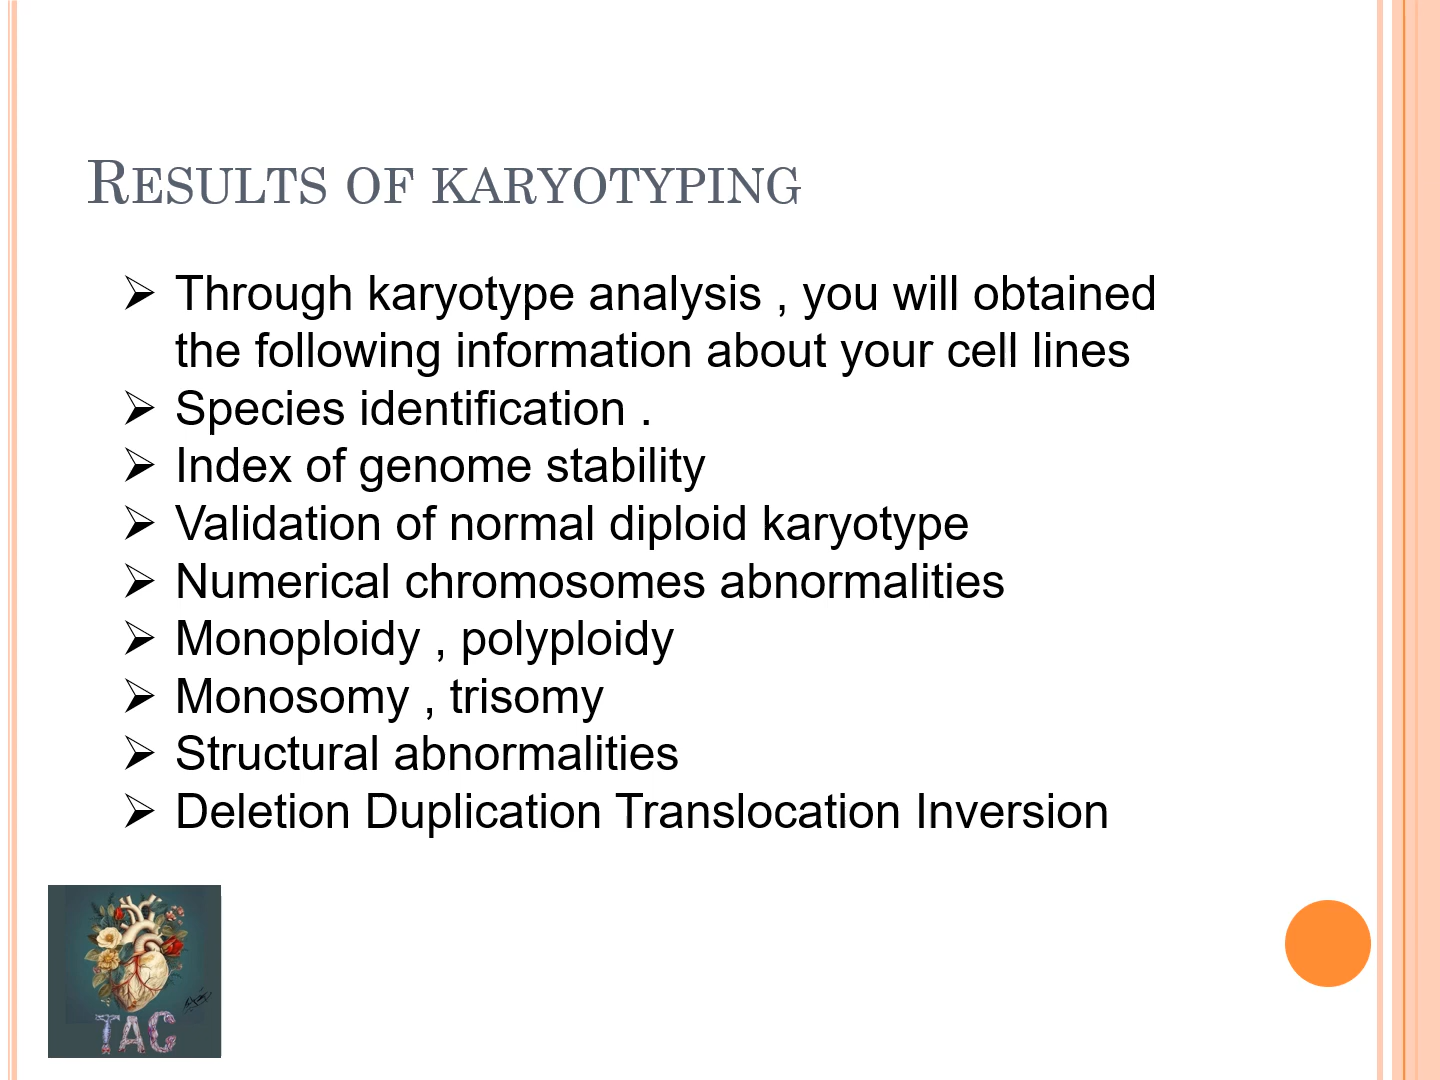 RESULTS OF KARYOTYPING
➢ Through karyotype analysis , you will obtained
the following information about your cell lines
➢ Species identification .
➢ Index of genome stability
➢ Validation of normal diploid karyotype
➢ Numerical chromosomes abnormalities
➢ Monoploidy , polyploidy
➢ Monosomy , trisomy
➢ Structural abnormalities
➢ Deletion Duplication Translocation Inversion
TAC